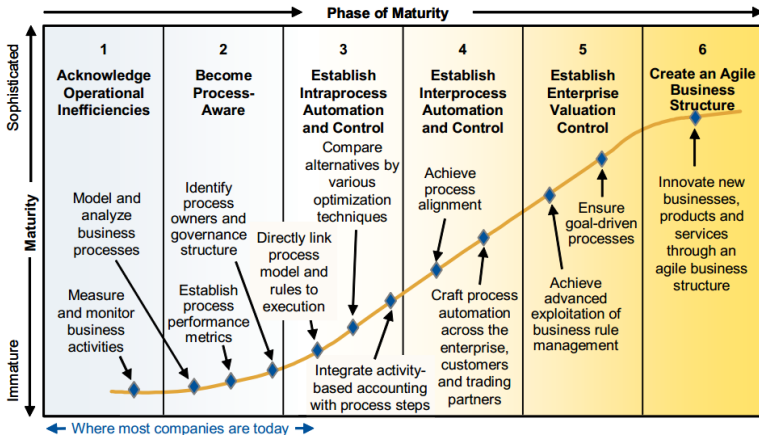 Phase of Maturity
Sophisticated
Maturity
Immature
1
Acknowledge
Operational
Inefficiencies
2
Become
Process-
Aware
3
Establish
Intraprocess
Automation
and Control
4
Establish
Interprocess
Automation
and Control
5
Establish
Enterprise
Valuation
Control
6
Create an Agile
Business
Structure
Model and
analyze
business
processes
Measure and
monitor
business
activities
Identify
process
owners and
governance
structure
Establish
process
performance
metrics
Compare
alternatives by
various
optimization
techniques
Directly link
process
model and
rules to
execution
Integrate activity-
based accounting
with process steps
Achieve
process
alignment
Craft process
automation
across the
enterprise,
customers
and trading
partners
Ensure
goal-driven
processes
Achieve
advanced
exploitation of
business rule
management
Innovate new
businesses,
products and
services
through an
agile business
structure
Where most companies are today